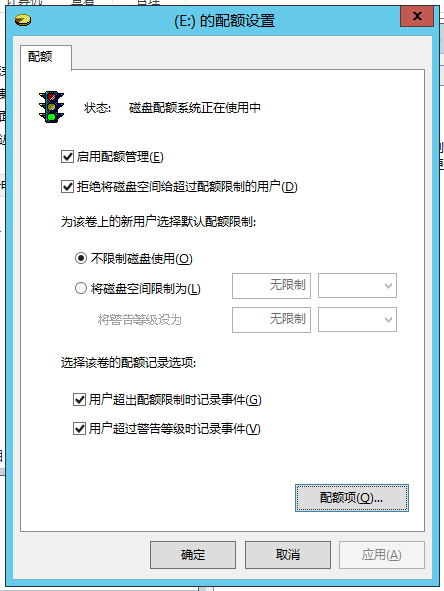 (E:) 的配额设置
配额
状态: 磁盘配额系统正在使用中
启用配额管理(E)
拒绝将磁盘空间给超过配额限制的用户(D)
为该卷上的新用户选择默认配额限制:
不限制磁盘使用(O)
将磁盘空间限制为(L) 无限制
将警告等级设为 无限制
选择该卷的配额记录选项:
用户超出配额限制时记录事件(G)
用户超过警告等级时记录事件(V)
配额项(Q)...
确定 取消 应用(A)